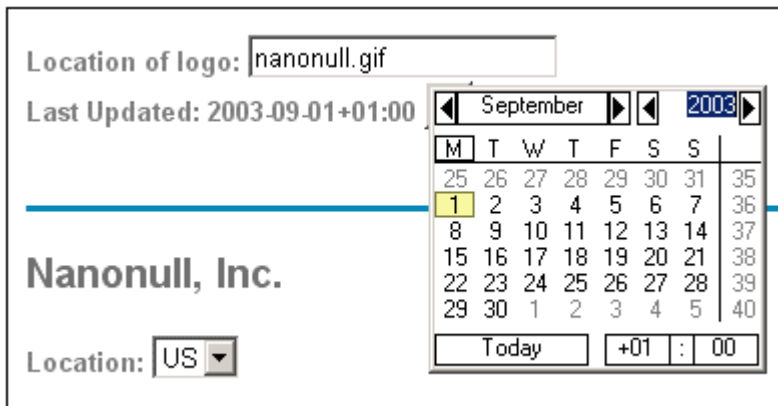 Location of logo: nanonull.gif
Last Updated: 2003-09-01+01:00
September 2003
M T W T F S S
25 26 27 28 29 30 31 35
1 2 3 4 5 6 7 36
8 9 10 11 12 13 14 37
15 16 17 18 19 20 21 38
22 23 24 25 26 27 28 39
29 30 1 2 3 4 5 40
Today +01 : 00
Nanonull, Inc.
Location: US